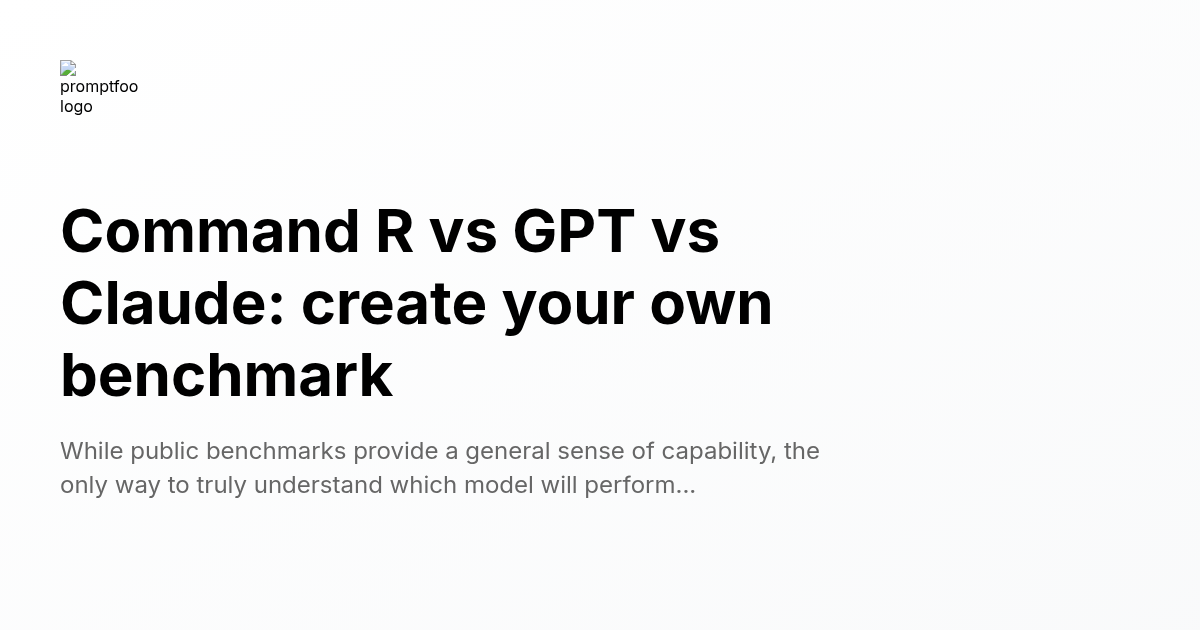 promptfoo
logo
Command R vs GPT vs
Claude: create your own
benchmark
While public benchmarks provide a general sense of capability, the
only way to truly understand which model will perform...